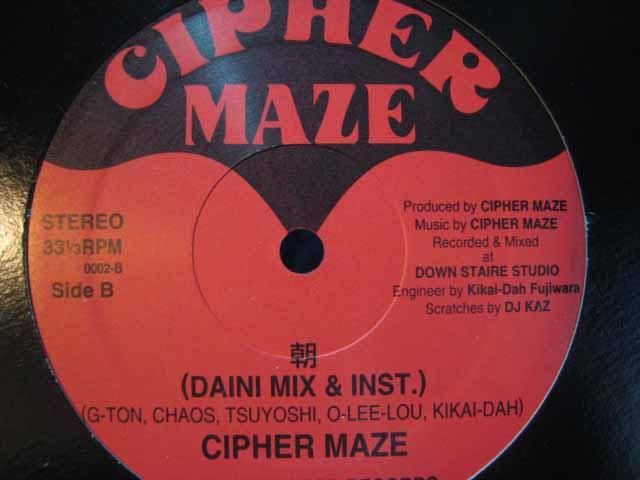 CIPHER
MAZE
STEREO
33⅓RPM
0002-B
Side B
Produced by CIPHER MAZE
Music by CIPHER MAZE
Recorded & Mixed
at
DOWN STAIRE STUDIO
Engineer by Kikai-Dah Fujiwara
Scratches by DJ KAZ
朝
(DAINI MIX & INST.)
(G-TON, CHAOS, TSUYOSHI, O-LEE-LOU, KIKAI-DAH)
CIPHER MAZE
RECORDS